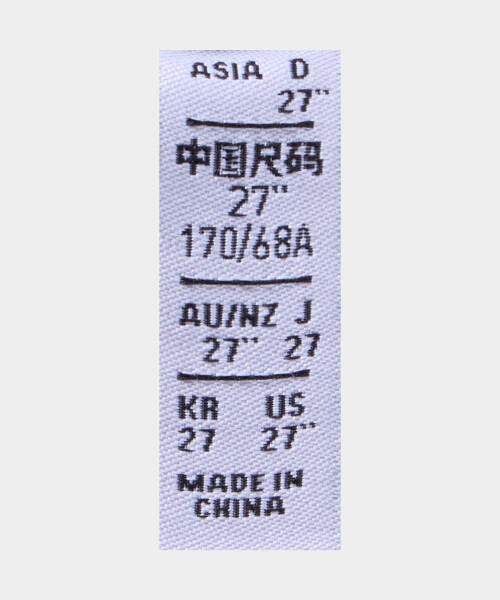 ASIA D
27"
中国尺码
27"
170/68A
AU/NZ J
27" 27
KR US
27 27"
MADE IN
CHINA